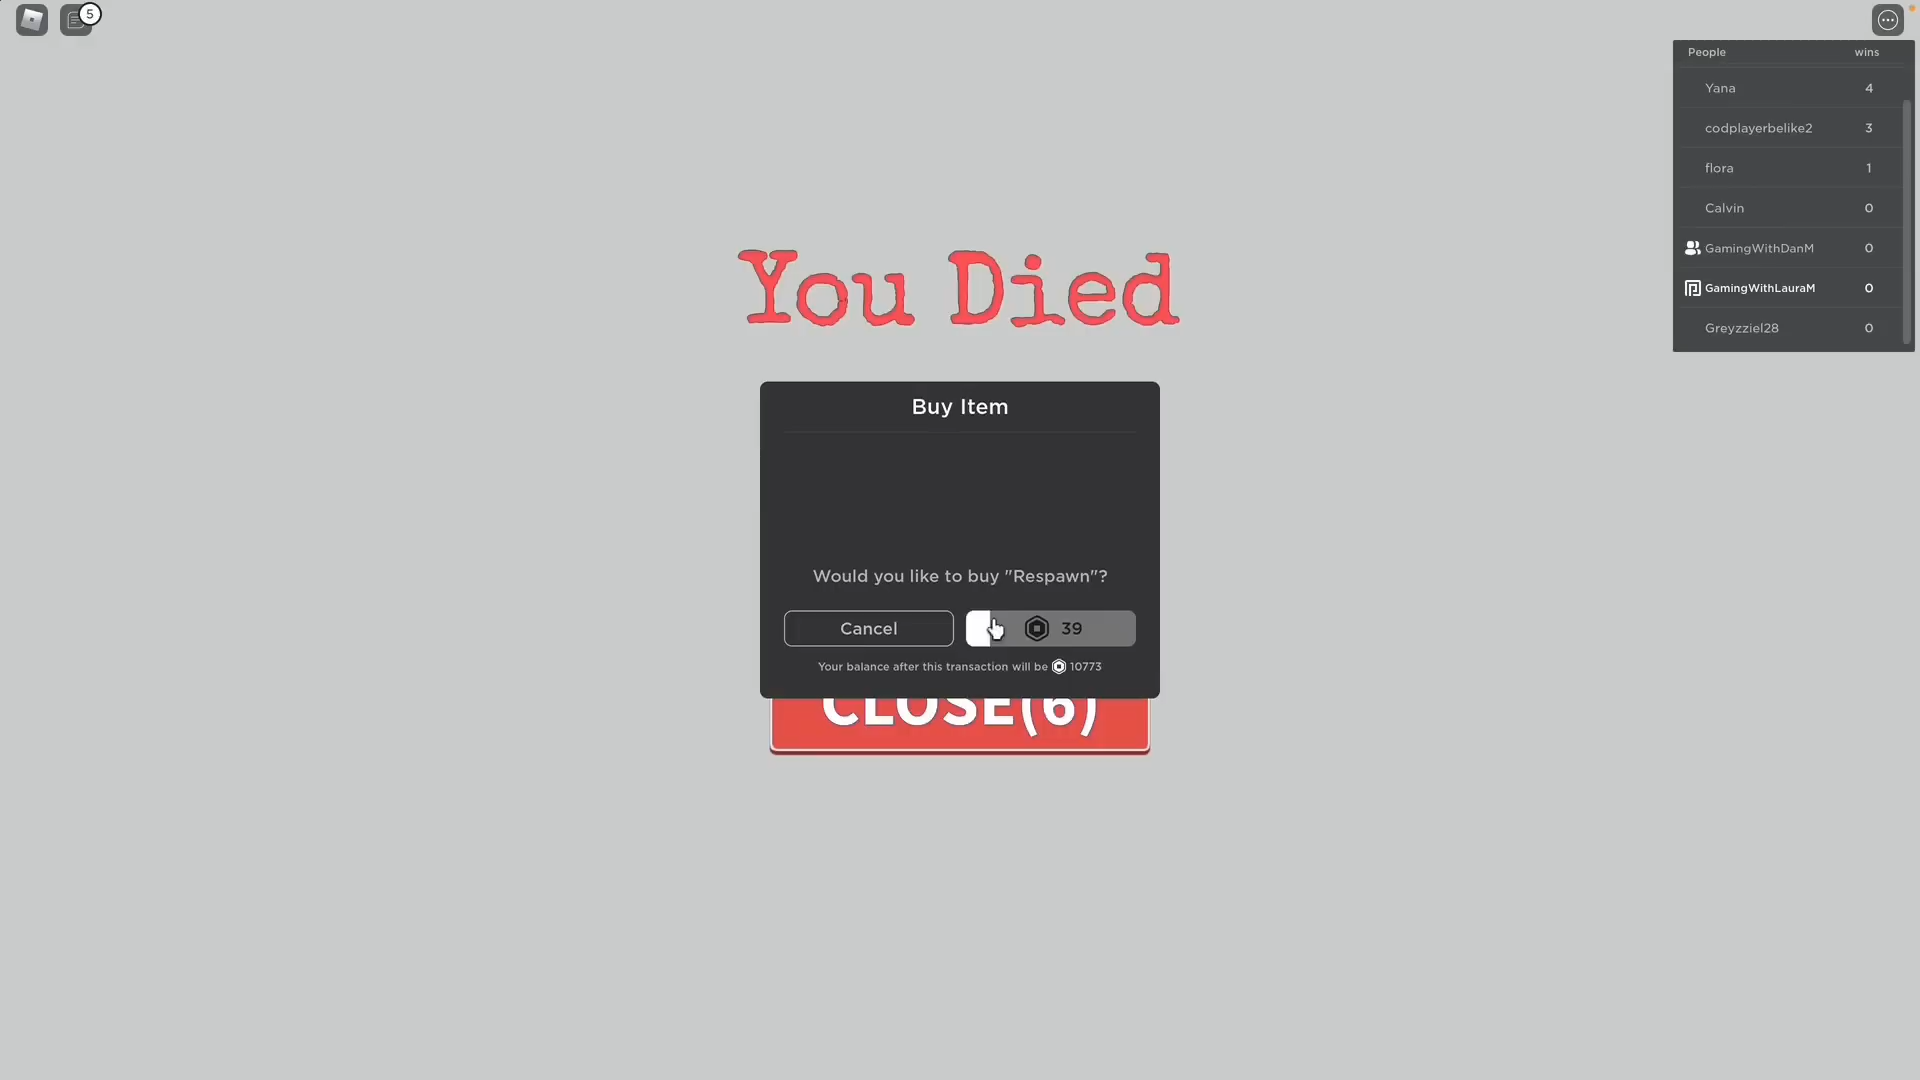 5
People wins
Yana 4
codplayerbelike2 3
flora 1
Calvin 0
GamingWithDanM 0
GamingWithLauraM 0
Greyzziel28 0
You Died
Buy Item
Would you like to buy "Respawn"?
Cancel 39
Your balance after this transaction will be 10773
CLOSE(6)